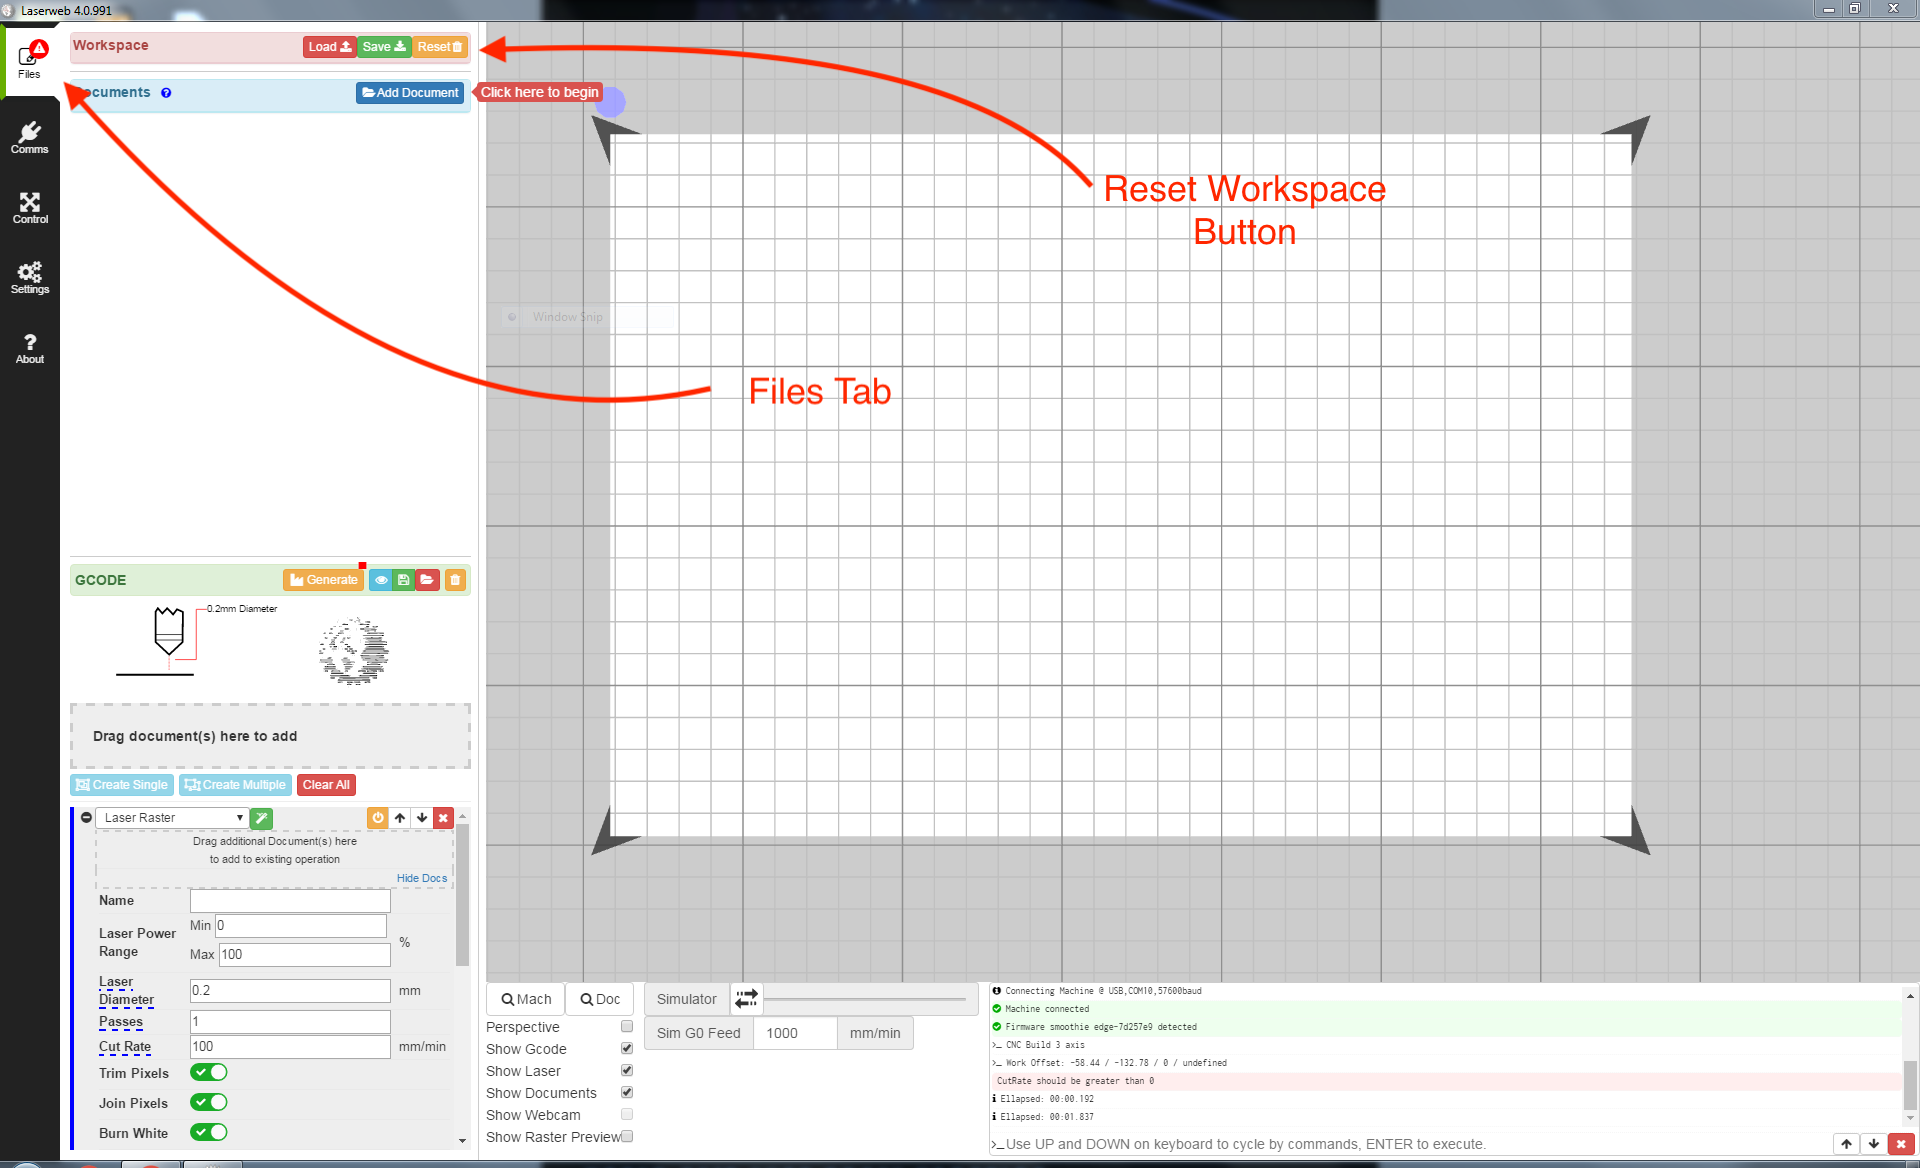 Laserweb 4.0.991
Files
Comms
Control
Settings
? About
Workspace
Load Save Reset
Documents ? Add Document
Click here to begin
Reset Workspace
Button
Window Snip
Files Tab
GCODE
Generate
0.2mm Diameter
Drag document(s) here to add
Create Single Create Multiple Clear All
Laser Raster
Drag additional Document(s) here
to add to existing operation
Hide Docs
Name
Laser Power Range Min 0 %
Max 100
Laser Diameter 0.2 mm
Passes 1
Cut Rate 100 mm/min
Trim Pixels
Join Pixels
Burn White
Mach Doc
Perspective
Show Gcode
Show Laser
Show Documents
Show Webcam
Show Raster Preview
Simulator
Sim G0 Feed 1000 mm/min
Connecting Machine @ USB,COM10,57600baud
Machine connected
Firmware smoothie edge-7d257e9 detected
>_ CNC Build 3 axis
>_ Work Offset: -58.44 / -132.78 / 0 / undefined
CutRate should be greater than 0
Ellapsed: 00:00.192
Ellapsed: 00:01.837
>_ Use UP and DOWN on keyboard to cycle by commands, ENTER to execute.